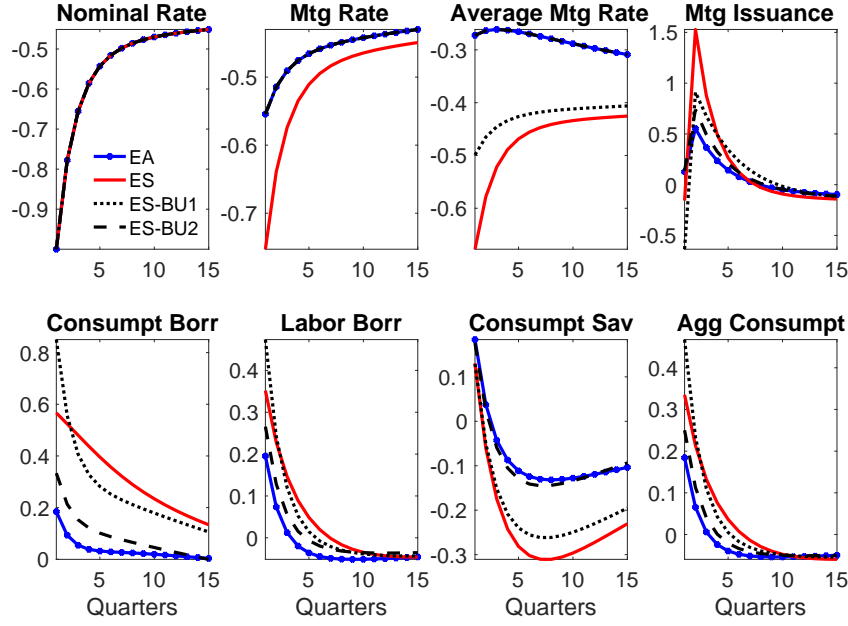 Nominal Rate
Mtg Rate
Average Mtg Rate
Mtg Issuance
-0.5
-0.6
-0.7
-0.8
-0.9
EA
ES
ES-BU1
ES-BU2
5 10 15
-0.5
-0.6
-0.7
5 10 15
-0.3
-0.4
-0.5
-0.6
5 10 15
1.5
1
0.5
0
-0.5
5 10 15
Consumpt Borr
Labor Borr
Consumpt Sav
Agg Consumpt
0.8
0.6
0.4
0.2
0
5 10 15
Quarters
0.4
0.3
0.2
0.1
0
5 10 15
Quarters
0.1
0
-0.1
-0.2
-0.3
5 10 15
Quarters
0.4
0.3
0.2
0.1
0
5 10 15
Quarters